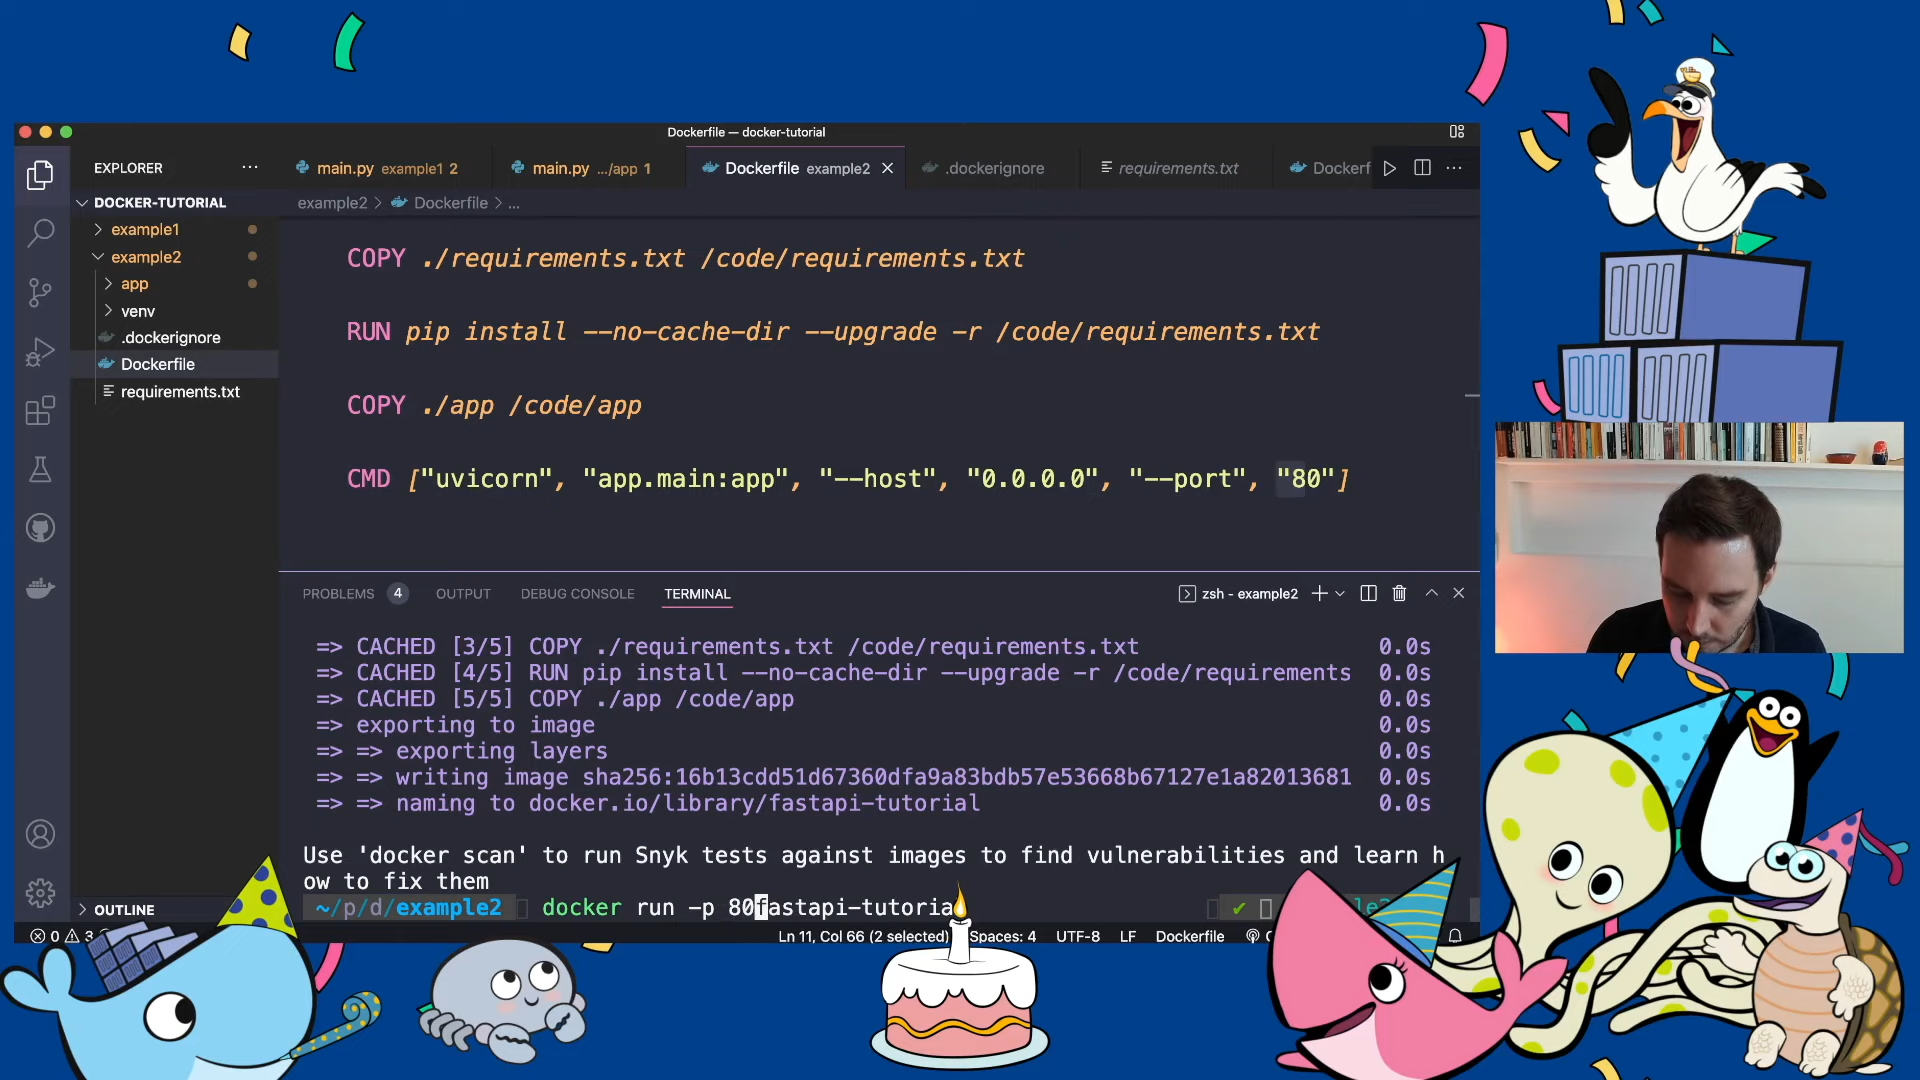 Dockerfile — docker-tutorial
EXPLORER
main.py example1 2
main.py .../app 1
Dockerfile example2
.dockerignore
requirements.txt
Dockerf
DOCKER-TUTORIAL
example1
example2
app
venv
.dockerignore
Dockerfile
requirements.txt
OUTLINE
example2 > Dockerfile > ...
COPY ./requirements.txt /code/requirements.txt
RUN pip install --no-cache-dir --upgrade -r /code/requirements.txt
COPY ./app /code/app
CMD ["uvicorn", "app.main:app", "--host", "0.0.0.0", "--port", "80"]
PROBLEMS 4 OUTPUT DEBUG CONSOLE TERMINAL
zsh - example2
=> CACHED [3/5] COPY ./requirements.txt /code/requirements.txt 0.0s
=> CACHED [4/5] RUN pip install --no-cache-dir --upgrade -r /code/requirements 0.0s
=> CACHED [5/5] COPY ./app /code/app 0.0s
=> exporting to image 0.0s
=> => exporting layers 0.0s
=> => writing image sha256:16b13cdd51d67360dfa9a83bdb57e53668b67127e1a82013681 0.0s
=> => naming to docker.io/library/fastapi-tutorial 0.0s
Use 'docker scan' to run Snyk tests against images to find vulnerabilities and learn h
ow to fix them
~/p/d/example2 docker run -p 80fastapi-tutoria
0 3
Ln 11, Col 66 (2 selected) Spaces: 4 UTF-8 LF Dockerfile